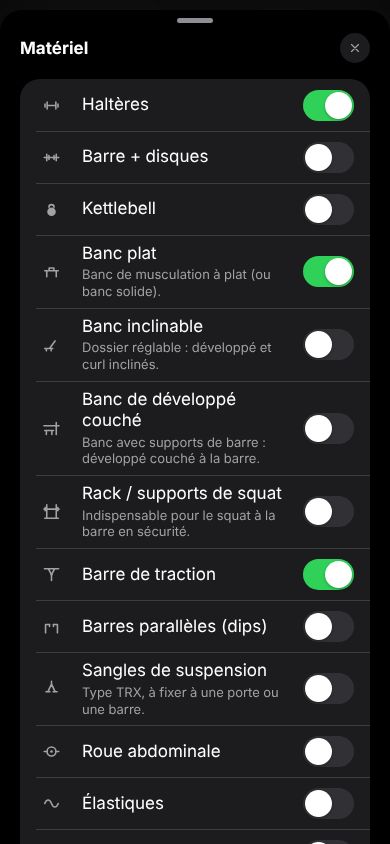 Matériel
Haltères
Barre + disques
Kettlebell
Banc plat
Banc de musculation à plat (ou
banc solide).
Banc inclinable
Dossier réglable : développé et
curl inclinés.
Banc de développé
couché
Banc avec supports de barre :
développé couché à la barre.
Rack / supports de squat
Indispensable pour le squat à la
barre en sécurité.
Barre de traction
Barres parallèles (dips)
Sangles de suspension
Type TRX, à fixer à une porte ou
une barre.
Roue abdominale
Élastiques